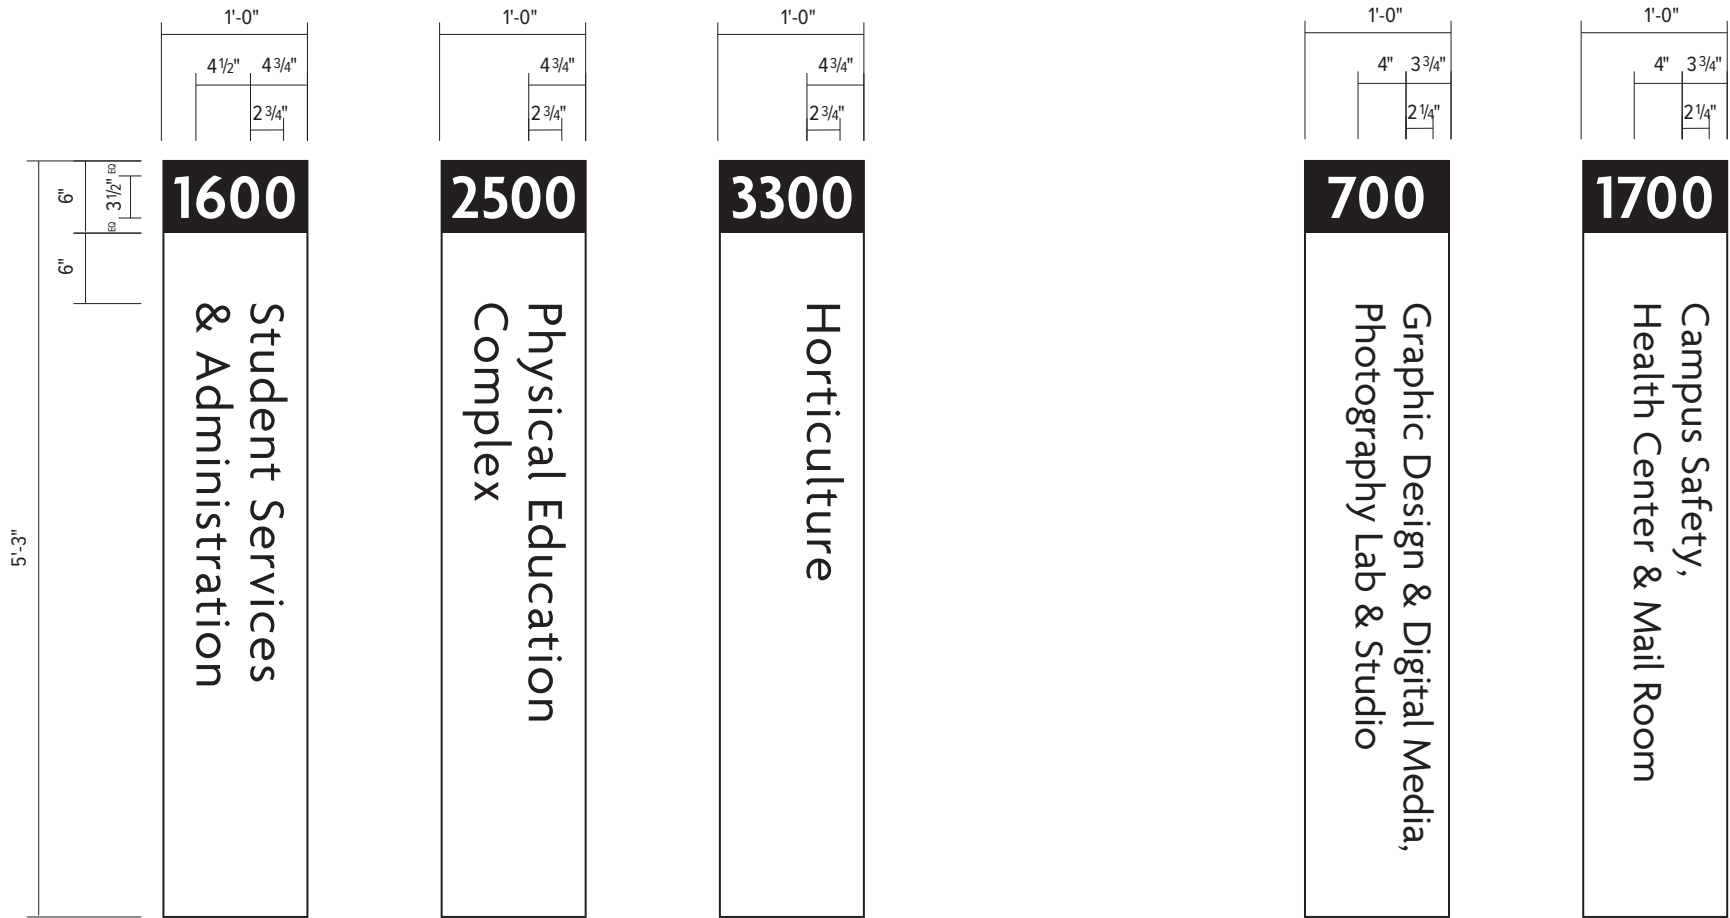 1'-0"
4 1/2"
4 3/4"
2 3/4"
1'-0"
4 3/4"
2 3/4"
1'-0"
4 3/4"
2 3/4"
1'-0"
4"
3 3/4"
2 1/4"
1'-0"
4"
3 3/4"
2 1/4"
5'-3"
6"
6"
EQ
3 1/2"
EQ
1600
Student Services
& Administration
2500
Physical Education
Complex
3300
Horticulture
700
Graphic Design & Digital Media,
Photography Lab & Studio
1700
Campus Safety,
Health Center & Mail Room